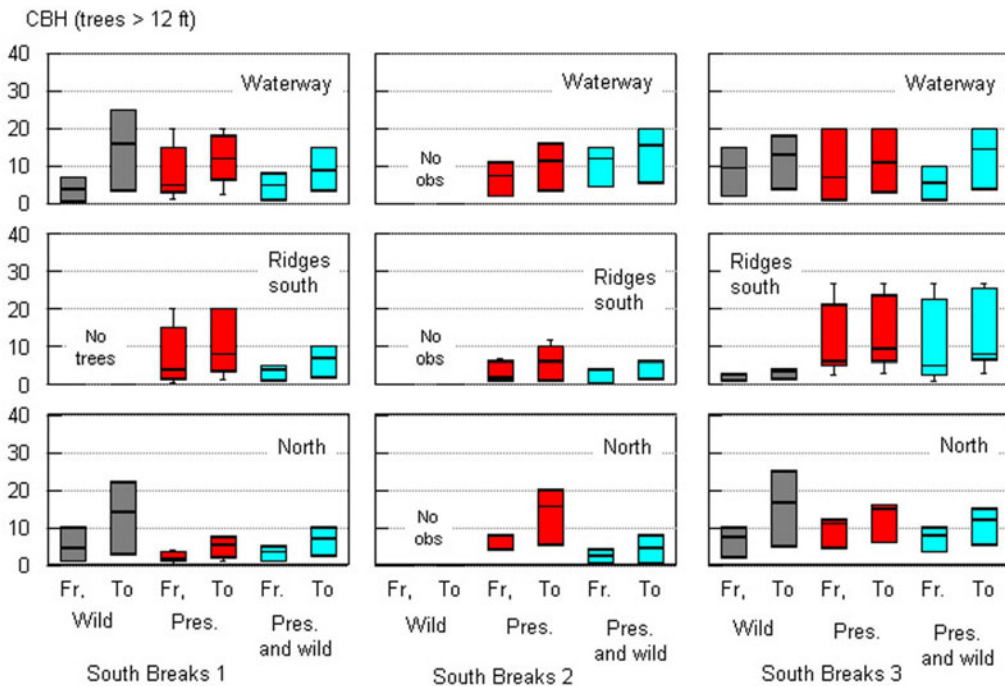 CBH (trees > 12 ft)
40
30
20
10
0
Waterway
Waterway
No
obs
Waterway
40
30
20
10
0
Ridges
south
No
trees
Ridges
south
No
obs
Ridges
south
40
30
20
10
0
North
North
No
obs
North
Fr, To Fr, To Fr. To
Wild Pres. Pres.
and wild
South Breaks 1
Fr, To Fr, To Fr. To
Wild Pres. Pres.
and wild
South Breaks 2
Fr, To Fr, To Fr. To
Wild Pres. Pres.
and wild
South Breaks 3